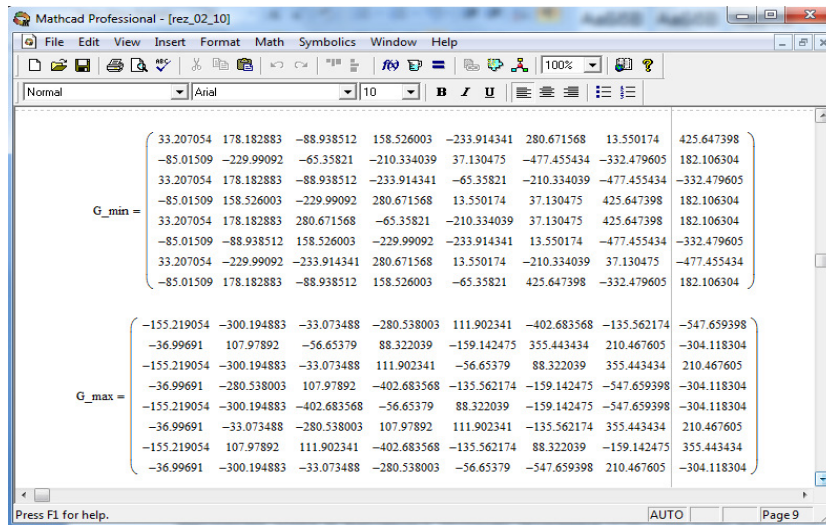 Mathcad Professional - [rez_02_10]
File Edit View Insert Format Math Symbolics Window Help
100%
Normal Arial 10 B I U
33.207054 178.182883 −88.938512 158.526003 −233.914341 280.671568 13.550174 425.647398
−85.01509 −229.99092 −65.35821 −210.334039 37.130475 −477.455434 −332.479605 182.106304
33.207054 178.182883 −88.938512 −233.914341 −65.35821 −210.334039 −477.455434 −332.479605
−85.01509 158.526003 −229.99092 280.671568 13.550174 37.130475 425.647398 182.106304
G_min =
33.207054 178.182883 280.671568 −65.35821 −210.334039 37.130475 425.647398 182.106304
−85.01509 −88.938512 158.526003 −229.99092 −233.914341 13.550174 −477.455434 −332.479605
33.207054 −229.99092 −233.914341 280.671568 13.550174 −210.334039 37.130475 −477.455434
−85.01509 178.182883 −88.938512 158.526003 −65.35821 425.647398 −332.479605 182.106304
−155.219054 −300.194883 −33.073488 −280.538003 111.902341 −402.683568 −135.562174 −547.659398
−36.99691 107.97892 −56.65379 88.322039 −159.142475 355.443434 210.467605 −304.118304
−155.219054 −300.194883 −33.073488 111.902341 −56.65379 88.322039 355.443434 210.467605
−36.99691 −280.538003 107.97892 −402.683568 −135.562174 −159.142475 −547.659398 −304.118304
G_max =
−155.219054 −300.194883 −402.683568 −56.65379 88.322039 −159.142475 −547.659398 −304.118304
−36.99691 −33.073488 −280.538003 107.97892 111.902341 −135.562174 355.443434 210.467605
−155.219054 107.97892 111.902341 −402.683568 −135.562174 88.322039 −159.142475 355.443434
−36.99691 −300.194883 −33.073488 −280.538003 −56.65379 −547.659398 210.467605 −304.118304
Press F1 for help. AUTO Page 9